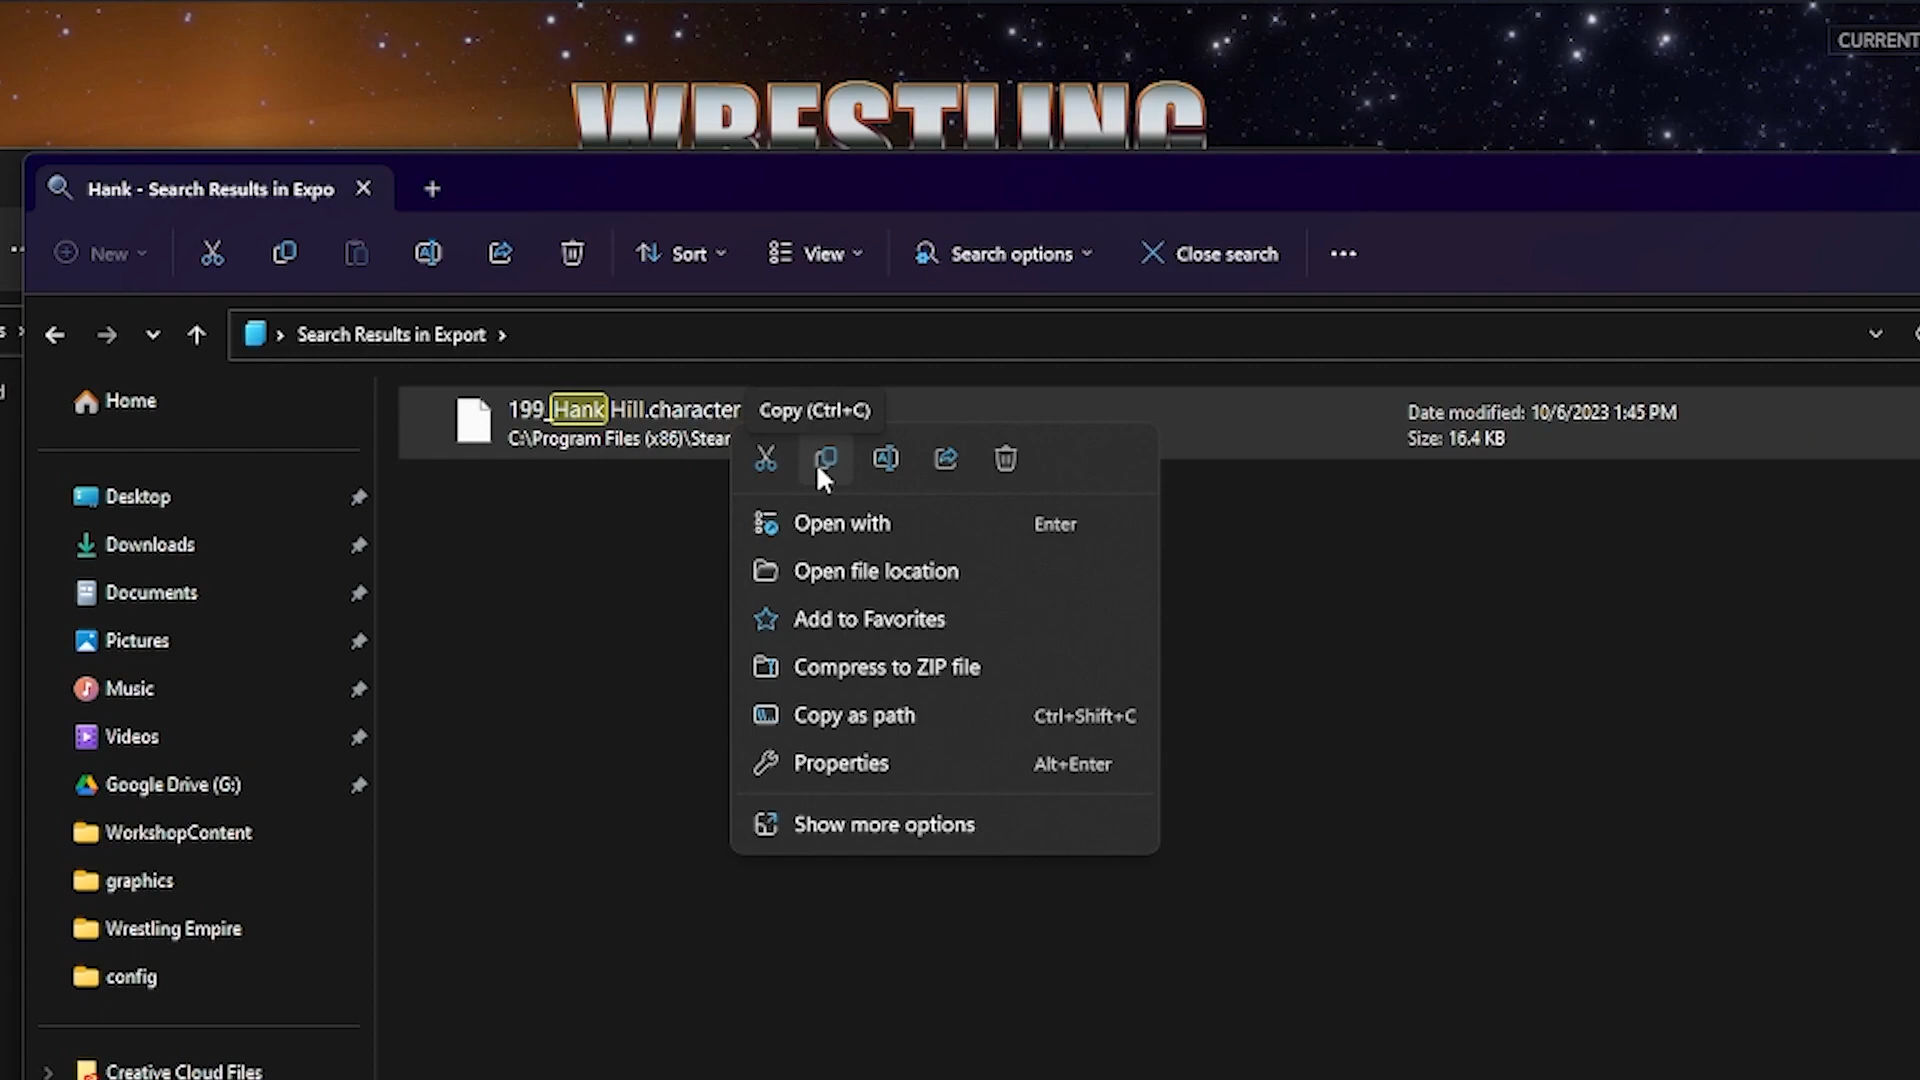 CURRENT
WRESTLING
Hank - Search Results in Expo
New
Sort
View
Search options
Close search
Search Results in Export
Home
199_Hank Hill.character
C:\Program Files (x86)\Stear
Copy (Ctrl+C)
Date modified: 10/6/2023 1:45 PM
Size: 16.4 KB
Open with Enter
Open file location
Add to Favorites
Compress to ZIP file
Copy as path Ctrl+Shift+C
Properties Alt+Enter
Show more options
Desktop
Downloads
Documents
Pictures
Music
Videos
Google Drive (G:)
WorkshopContent
graphics
Wrestling Empire
config
Creative Cloud Files